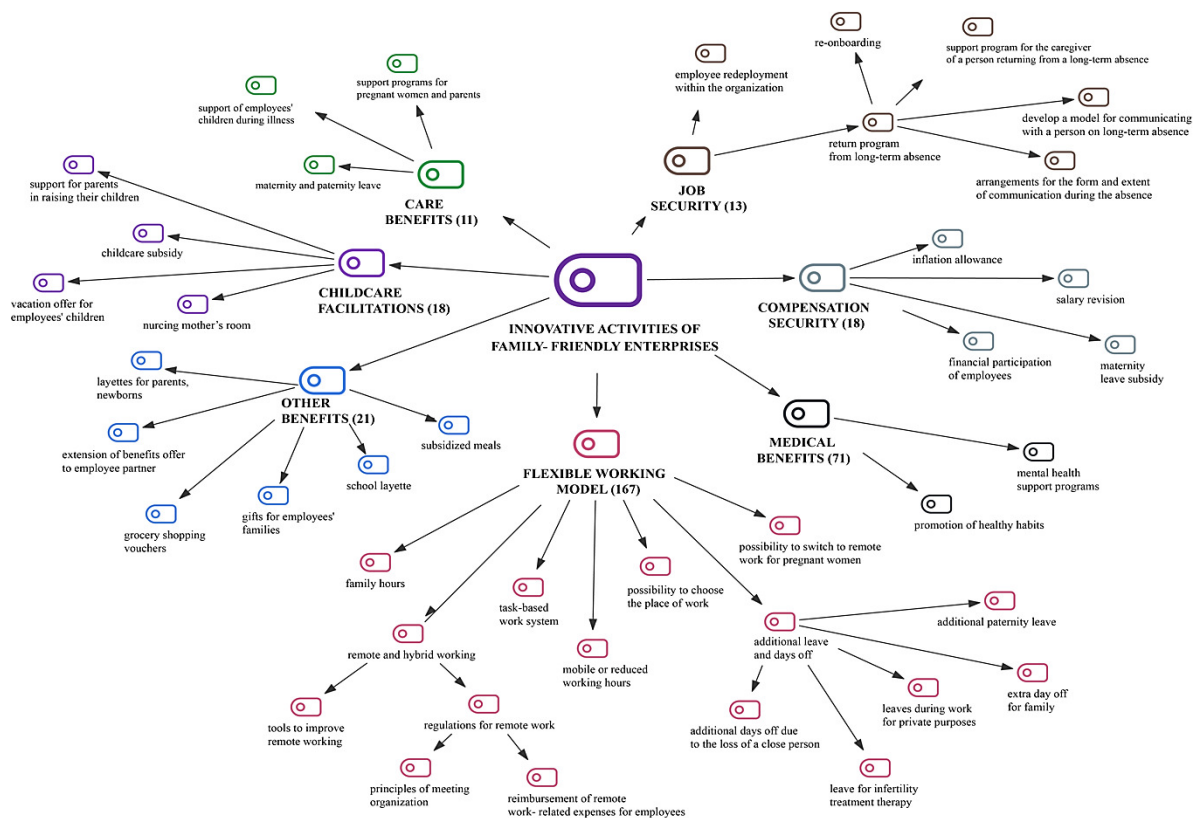 re-onboarding
support program for the caregiver
of a person returning from a long-term absence
employee redeployment
within the organization
support programs for
pregnant women and parents
support of employees'
children during illness
develop a model for communicating
with a person on long-term absence
return program
from long-term absence
arrangements for the form and extent
of communication during the absence
maternity and paternity leave
JOB
SECURITY (13)
CARE
BENEFITS (11)
support for parents
in raising their children
childcare subsidy
vacation offer for
employees' children
nurcing mother's room
CHILDCARE
FACILITATIONS (18)
inflation allowance
salary revision
COMPENSATION
SECURITY (18)
financial participation
of employees
maternity
leave subsidy
INNOVATIVE ACTIVITIES OF
FAMILY- FRIENDLY ENTERPRISES
layettes for parents,
newborns
OTHER
BENEFITS (21)
extension of benefits offer
to employee partner
subsidized meals
school layette
gifts for employees'
families
grocery shopping
vouchers
MEDICAL
BENEFITS (71)
mental health
support programs
promotion of healthy habits
FLEXIBLE WORKING
MODEL (167)
family hours
task-based
work system
possibility to choose
the place of work
possibility to switch to remote
work for pregnant women
remote and hybrid working
mobile or reduced
working hours
additional leave
and days off
additional paternity leave
tools to improve
remote working
regulations for remote work
additional days off due
to the loss of a close person
leaves during work
for private purposes
extra day off
for family
principles of meeting
organization
reimbursement of remote
work- related expenses for employees
leave for infertility
treatment therapy